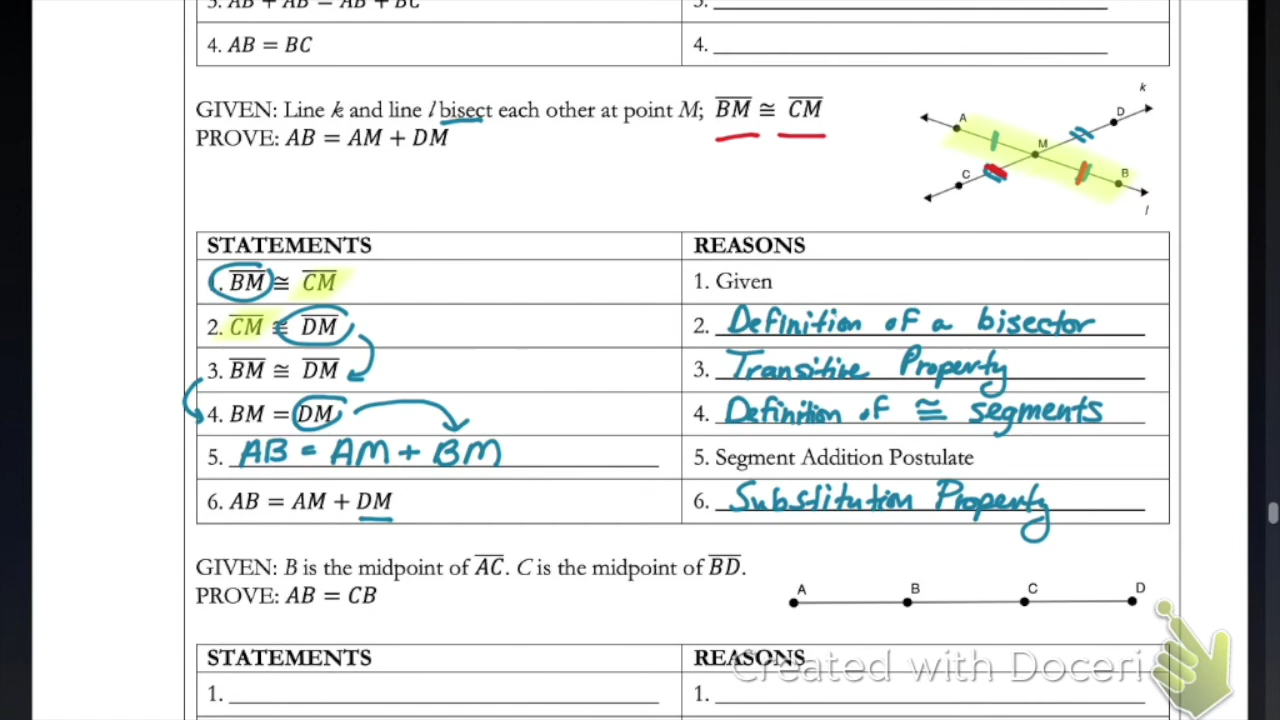 3. AB + AB = AB + BC
3. ______
4. AB = BC
4. ______
GIVEN: Line k and line l bisect each other at point M; BM ≅ CM
PROVE: AB = AM + DM
k
A
D
M
C
B
l
STATEMENTS
REASONS
1. BM ≅ CM
1. Given
2. CM ≅ DM
2. Definition of a bisector
3. BM ≅ DM
3. Transitive Property
4. BM = DM
4. Definition of ≅ segments
5. AB = AM + BM
5. Segment Addition Postulate
6. AB = AM + DM
6. Substitution Property
GIVEN: B is the midpoint of AC. C is the midpoint of BD.
PROVE: AB = CB
A B C D
STATEMENTS
REASONS
Created with Doceri
1. ______
1. ______